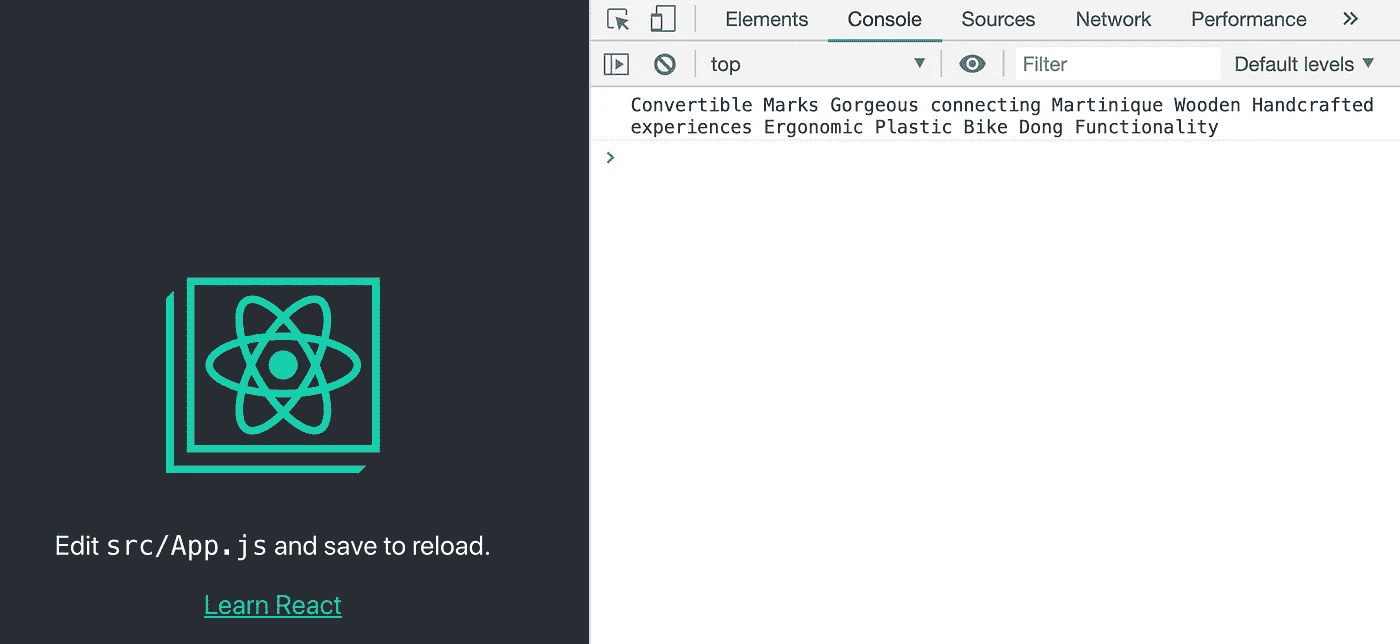 Elements Console Sources Network Performance
top Filter Default levels
Convertible Marks Gorgeous connecting Martinique Wooden Handcrafted
experiences Ergonomic Plastic Bike Dong Functionality
Edit src/App.js and save to reload.
Learn React